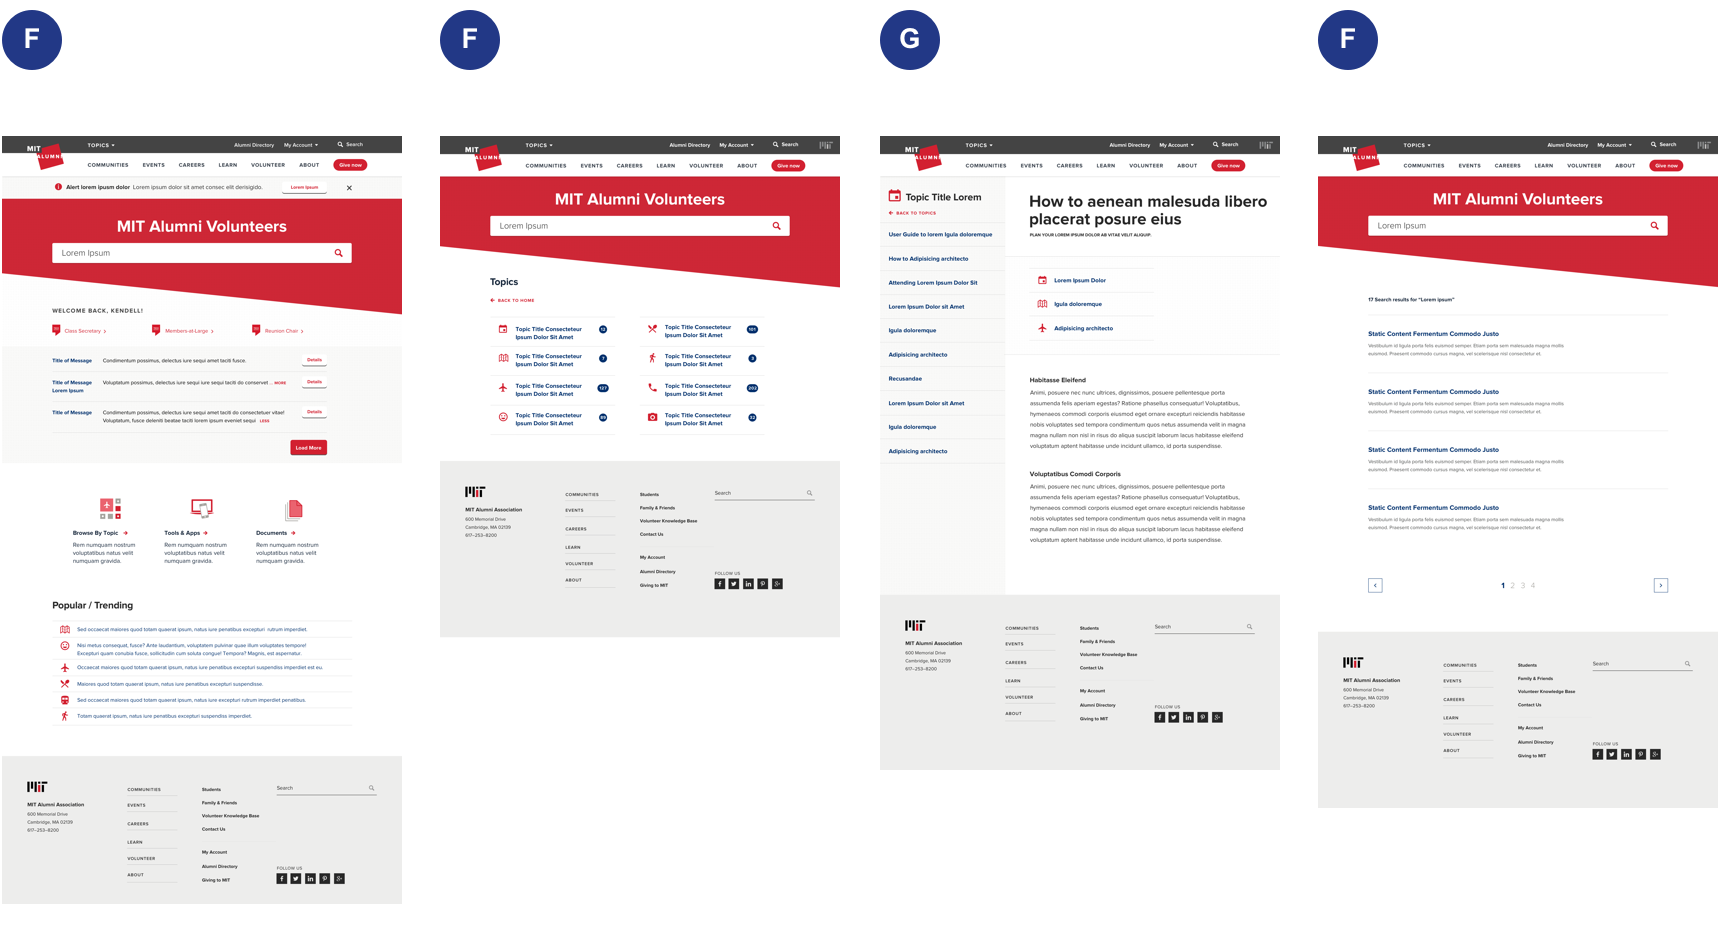 F
TOPICS
Alumni Directory
My Account
Search
MIT
ALUMNI
COMMUNITIES EVENTS CAREERS LEARN VOLUNTEER ABOUT
Give now
Alert lorem ipusm dolor Lorem ipsum dolor sit amet consec elit derisigido.
Lorem Ipsum
MIT Alumni Volunteers
Lorem Ipsum
WELCOME BACK, KENDELL!
Class Secretary
Members-at-Large
Reunion Chair
Title of Message Condimentum possimus, delectus iure sequi amet taciti fusce. Details
Title of Message Voluptatum possimus, delectus iure sequi iure sequi taciti do conservet ... MORE Details
Lorem Ipsum
Title of Message Condimentum possimus, delectus iure sequi amet taciti do consectetuer vitae! Details
Voluptatum, fusce deleniti beatae taciti lorem ipsum eveniet sequi LESS
Load More
Browse By Topic
Rem numquam nostrum
voluptatibus natus velit
numquam gravida.
Tools & Apps
Rem numquam nostrum
voluptatibus natus velit
numquam gravida.
Documents
Rem numquam nostrum
voluptatibus natus velit
numquam gravida.
Popular / Trending
Sed occaecat maiores quod totam quaerat ipsum, natus iure penatibus excepturi rutrum imperdiet.
Nisi metus consequat, fusce? Ante laudantium, voluptatem pulvinar quae illum voluptates tempore!
Excepturi quam conubia fusce, sollicitudin cum soluta congue! Tempora? Magnis, est aspernatur.
Occaecat maiores quod totam quaerat ipsum, natus iure penatibus excepturi suspendiss imperdiet est eu.
Maiores quod totam quaerat ipsum, natus iure penatibus excepturi suspendisse.
Sed occaecat maiores quod totam quaerat ipsum, natus iure excepturi rutrum imperdiet penatibus.
Totam quaerat ipsum, natus iure penatibus excepturi suspendiss imperdiet.
MIT
MIT Alumni Association
600 Memorial Drive
Cambridge, MA 02139
617-253-8200
COMMUNITIES
EVENTS
CAREERS
LEARN
VOLUNTEER
ABOUT
Students
Family & Friends
Volunteer Knowledge Base
Contact Us
My Account
Alumni Directory
Giving to MIT
Search
FOLLOW US
F
TOPICS
Alumni Directory
My Account
Search
MIT
ALUMNI
COMMUNITIES EVENTS CAREERS LEARN VOLUNTEER ABOUT
Give now
MIT Alumni Volunteers
Lorem Ipsum
Topics
BACK TO HOME
Topic Title Consecteteur 12
Ipsum Dolor Sit Amet
Topic Title Consecteteur 101
Ipsum Dolor Sit Amet
Topic Title Consecteteur 7
Ipsum Dolor Sit Amet
Topic Title Consecteteur 3
Ipsum Dolor Sit Amet
Topic Title Consecteteur 127
Ipsum Dolor Sit Amet
Topic Title Consecteteur 202
Ipsum Dolor Sit Amet
Topic Title Consecteteur 89
Ipsum Dolor Sit Amet
Topic Title Consecteteur 32
Ipsum Dolor Sit Amet
MIT
MIT Alumni Association
600 Memorial Drive
Cambridge, MA 02139
617-253-8200
COMMUNITIES
EVENTS
CAREERS
LEARN
VOLUNTEER
ABOUT
Students
Family & Friends
Volunteer Knowledge Base
Contact Us
My Account
Alumni Directory
Giving to MIT
Search
FOLLOW US
G
TOPICS
Alumni Directory
My Account
Search
MIT
ALUMNI
COMMUNITIES EVENTS CAREERS LEARN VOLUNTEER ABOUT
Give now
Topic Title Lorem
BACK TO TOPICS
User Guide to lorem Igula doloremque
How to Adipisicing architecto
Attending Lorem Ipsum Dolor Sit
Lorem Ipsum Dolor sit Amet
Igula doloremque
Adipisicing architecto
Recusandae
Lorem Ipsum Dolor sit Amet
Igula doloremque
Adipisicing architecto
How to aenean malesuda libero
placerat posure eius
PLAN YOUR LOREM IPSUM DOLOR AB VITAE VELIT ALIQUIP.
Lorem Ipsum Dolor
Igula doloremque
Adipisicing architecto
Habitasse Eleifend
Animi, posuere nec nunc ultrices, dignissimos, posuere pellentesque porta
assumenda felis aperiam egestas? Ratione phasellus consequatur! Voluptatibus,
hymenaeos commodi corporis eiusmod eget ornare excepturi reiciendis habitasse
nobis voluptates sed tempora condimentum quos netus assumenda velit in magna
magna nullam non nisl in risus do aliqua suscipit laborum lacus habitasse eleifend
voluptatum aptent habitasse unde incidunt ullamco, id porta suspendisse.
Voluptatibus Comodi Corporis
Animi, posuere nec nunc ultrices, dignissimos, posuere pellentesque porta
assumenda felis aperiam egestas? Ratione phasellus consequatur! Voluptatibus,
hymenaeos commodi corporis eiusmod eget ornare excepturi reiciendis habitasse
nobis voluptates sed tempora condimentum quos netus assumenda velit in magna
magna nullam non nisl in risus do aliqua suscipit laborum lacus habitasse eleifend
voluptatum aptent habitasse unde incidunt ullamco, id porta suspendisse.
MIT
MIT Alumni Association
600 Memorial Drive
Cambridge, MA 02139
617-253-8200
COMMUNITIES
EVENTS
CAREERS
LEARN
VOLUNTEER
ABOUT
Students
Family & Friends
Volunteer Knowledge Base
Contact Us
My Account
Alumni Directory
Giving to MIT
Search
FOLLOW US
F
TOPICS
Alumni Directory
My Account
Search
MIT
ALUMNI
COMMUNITIES EVENTS CAREERS LEARN VOLUNTEER ABOUT
Give now
MIT Alumni Volunteers
Lorem Ipsum
17 Search results for "Lorem ipsum"
Static Content Fermentum Commodo Justo
Vestibulum id ligula porta felis euismod semper. Etiam porta sem malesuada magna mollis
euismod. Praesent commodo cursus magna, vel scelerisque nisl consectetur et.
Static Content Fermentum Commodo Justo
Vestibulum id ligula porta felis euismod semper. Etiam porta sem malesuada magna mollis
euismod. Praesent commodo cursus magna, vel scelerisque nisl consectetur et.
Static Content Fermentum Commodo Justo
Vestibulum id ligula porta felis euismod semper. Etiam porta sem malesuada magna mollis
euismod. Praesent commodo cursus magna, vel scelerisque nisl consectetur et.
Static Content Fermentum Commodo Justo
Vestibulum id ligula porta felis euismod semper. Etiam porta sem malesuada magna mollis
euismod. Praesent commodo cursus magna, vel scelerisque nisl consectetur et.
1 2 3 4
MIT
MIT Alumni Association
600 Memorial Drive
Cambridge, MA 02139
617-253-8200
COMMUNITIES
EVENTS
CAREERS
LEARN
VOLUNTEER
ABOUT
Students
Family & Friends
Volunteer Knowledge Base
Contact Us
My Account
Alumni Directory
Giving to MIT
Search
FOLLOW US